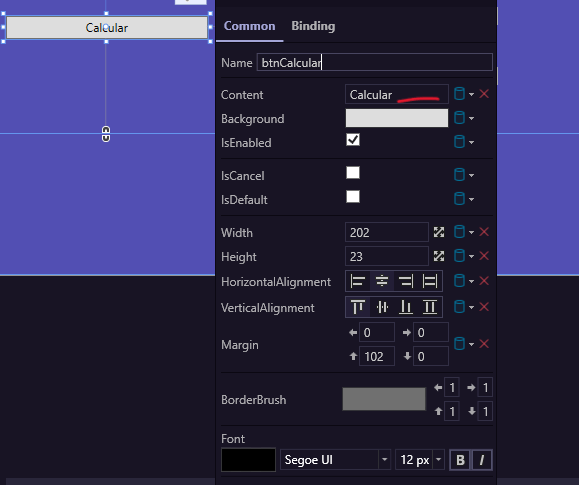 Calcular
Common Binding
Name btnCalcular
Content Calcular
Background
IsEnabled
IsCancel
IsDefault
Width 202
Height 23
HorizontalAlignment
VerticalAlignment
Margin 0 0
102 0
BorderBrush 1 1
1 1
Font
Segoe UI 12 px B I